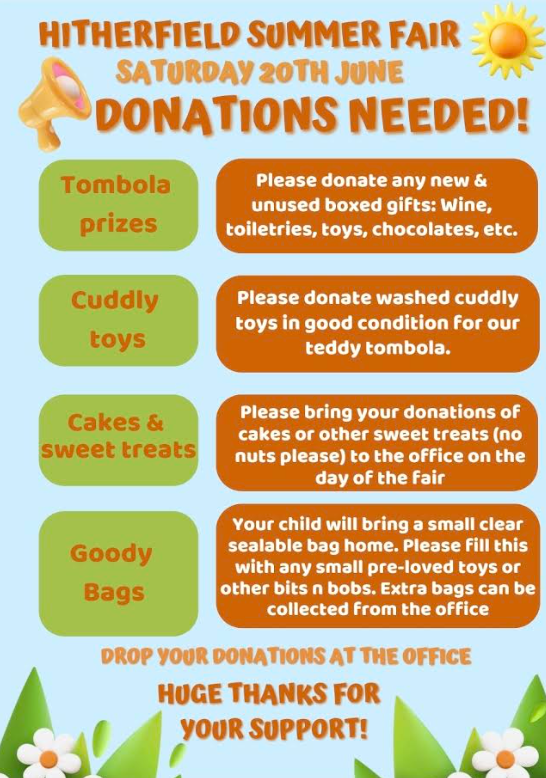 HITHERFIELD SUMMER FAIR
SATURDAY 20TH JUNE
DONATIONS NEEDED!
Tombola
prizes
Please donate any new &
unused boxed gifts: Wine,
toiletries, toys, chocolates, etc.
Cuddly
toys
Please donate washed cuddly
toys in good condition for our
teddy tombola.
Cakes &
sweet treats
Please bring your donations of
cakes or other sweet treats (no
nuts please) to the office on the
day of the fair
Goody
Bags
Your child will bring a small clear
sealable bag home. Please fill this
with any small pre-loved toys or
other bits n bobs. Extra bags can be
collected from the office
DROP YOUR DONATIONS AT THE OFFICE
HUGE THANKS FOR
YOUR SUPPORT!